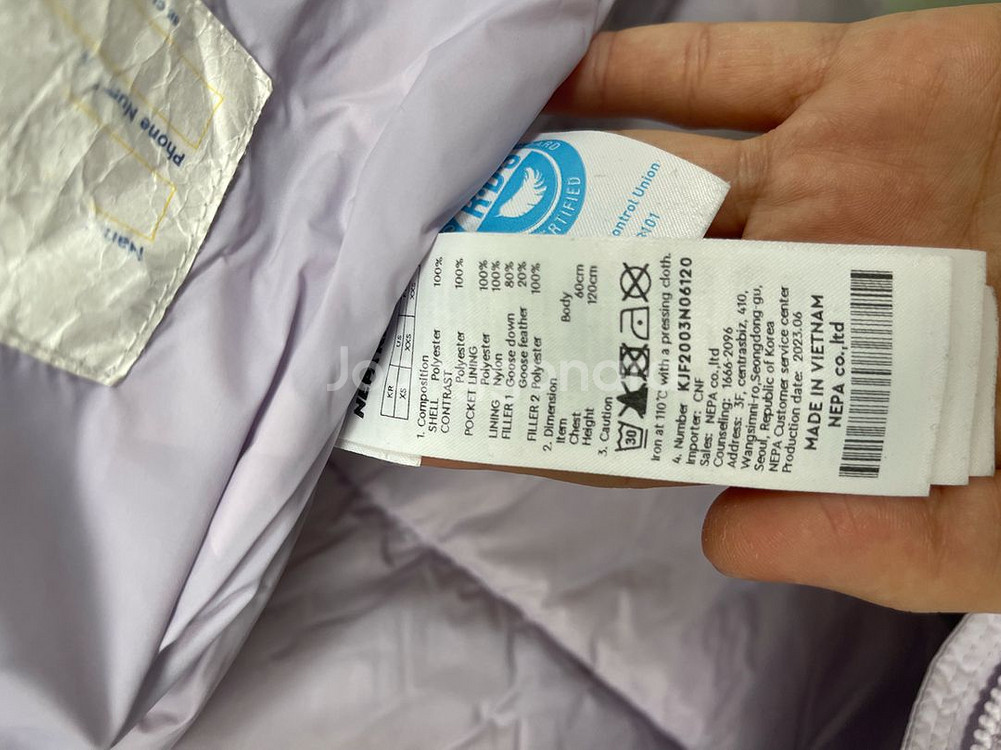 Phone
KR
XS
XXS
1. Composition
SHELL Polyester 100%
CONTRAST
Polyester 100%
POCKET LINING
Polyester 100%
LINING Nylon 100%
FILLER 1 Goose down 80%
Goose feather 20%
FILLER 2 Polyester 100%
2. Dimension
Item Body
Chest 60cm
Height 120cm
3. Caution
30
Iron at 110℃ with a pressing cloth.
4. Number KJF2003N06120
Importer: CNF
Sales: NEPA co.,ltd
Counseling: 1666-2096
Address: 3F, centrasbiz, 410,
Wangsimni-ro,Seongdong-gu,
Seoul, Republic of Korea
NEPA Customer service center
Production date: 2023.06
MADE IN VIETNAM
NEPA co.,ltd
RDS
Union